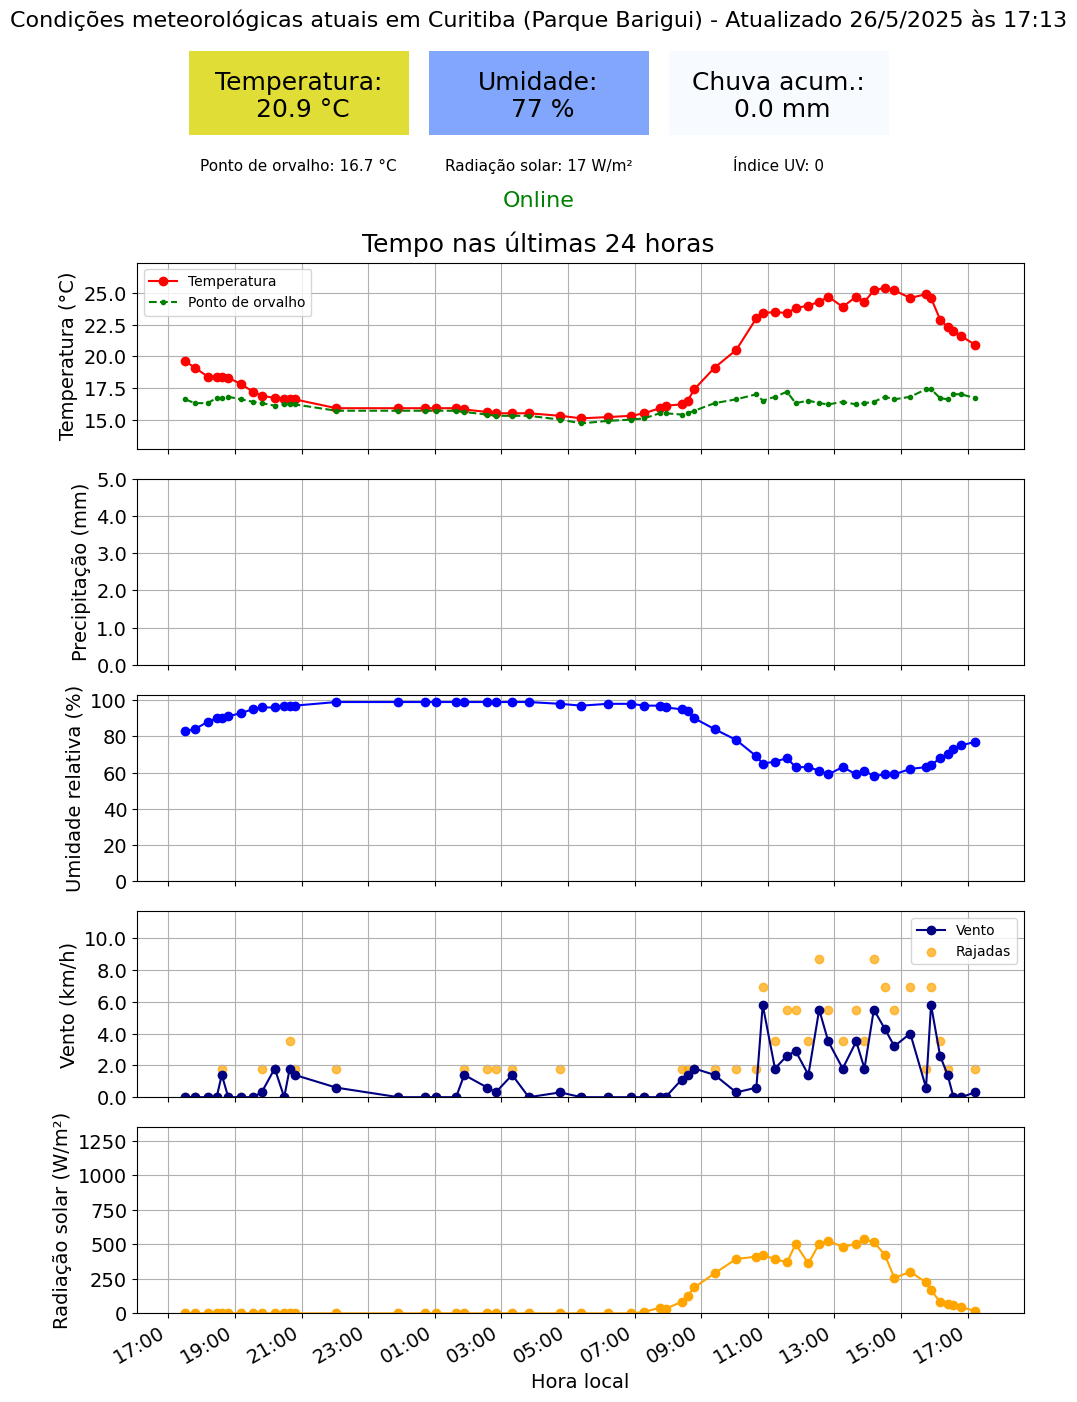 Condições meteorológicas atuais em Curitiba (Parque Barigui) - Atualizado 26/5/2025 às 17:13
Temperatura:
20.9 °C
Umidade:
77 %
Chuva acum.:
0.0 mm
Ponto de orvalho: 16.7 °C
Radiação solar: 17 W/m²
Índice UV: 0
Online
Tempo nas últimas 24 horas
Temperatura (°C)
25.0
22.5
20.0
17.5
15.0
Temperatura
Ponto de orvalho
Precipitação (mm)
5.0
4.0
3.0
2.0
1.0
0.0
Umidade relativa (%)
100
80
60
40
20
0
Vento (km/h)
10.0
8.0
6.0
4.0
2.0
0.0
Vento
Rajadas
Radiação solar (W/m²)
1250
1000
750
500
250
0
17:00
19:00
21:00
23:00
01:00
03:00
05:00
07:00
09:00
11:00
13:00
15:00
17:00
Hora local